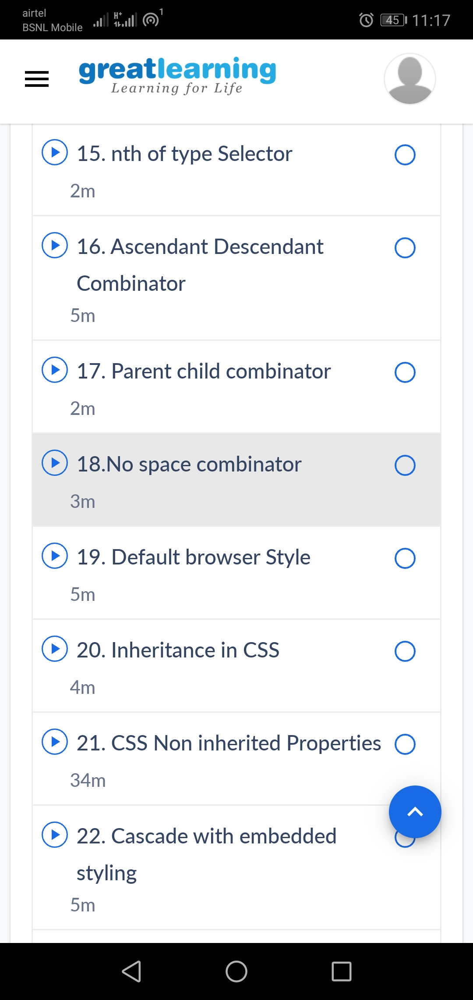 airtel
BSNL Mobile
H+
1
45
11:17
greatlearning
Learning for Life
15. nth of type Selector
2m
16. Ascendant Descendant
Combinator
5m
17. Parent child combinator
2m
18.No space combinator
3m
19. Default browser Style
5m
20. Inheritance in CSS
4m
21. CSS Non inherited Properties
34m
22. Cascade with embedded
styling
5m